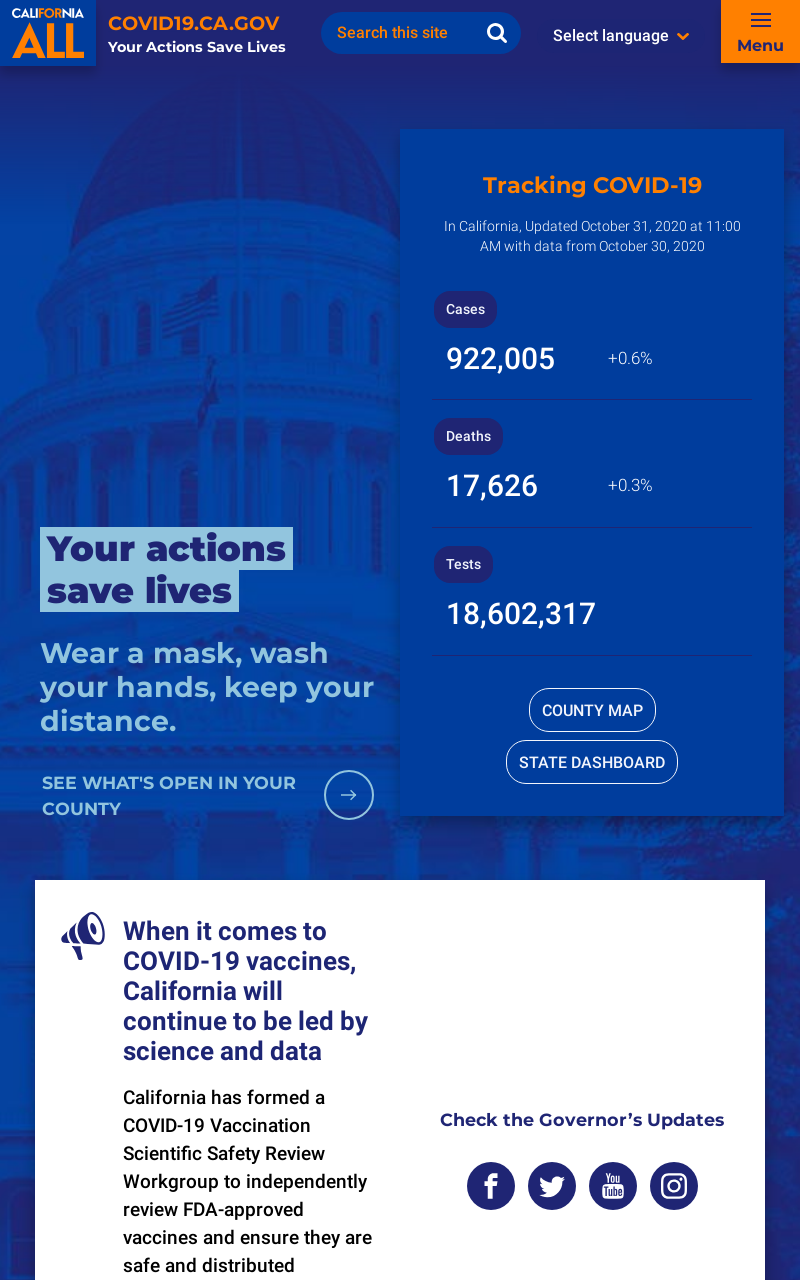 CALIFORNIA
ALL
COVID19.CA.GOV
Your Actions Save Lives
Search this site
Select language
Menu
Tracking COVID-19
In California, Updated October 31, 2020 at 11:00
AM with data from October 30, 2020
Cases
922,005 +0.6%
Deaths
17,626 +0.3%
Tests
18,602,317
COUNTY MAP
STATE DASHBOARD
Your actions
save lives
Wear a mask, wash
your hands, keep your
distance.
SEE WHAT'S OPEN IN YOUR
COUNTY
When it comes to
COVID-19 vaccines,
California will
continue to be led by
science and data
California has formed a
COVID-19 Vaccination
Scientific Safety Review
Workgroup to independently
review FDA-approved
vaccines and ensure they are
safe and distributed
Check the Governor’s Updates
You
Tube